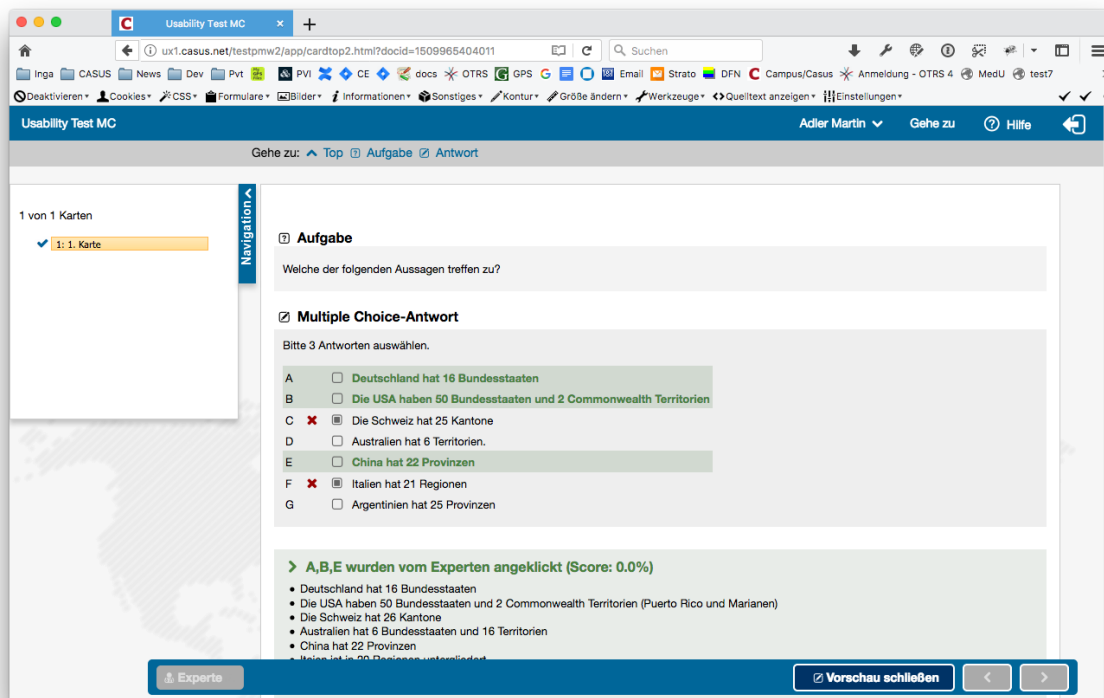 Usability Test MC
ux1.casus.net/testpmw2/app/cardtop2.html?docid=1509965404011 Suchen
Inga CASUS News Dev Pvt PVI CE docs OTRS GPS Email Strato DFN Campus/Casus Anmeldung - OTRS 4 MedU test7
Deaktivieren Cookies CSS Formulare Bilder Informationen Sonstiges Kontur Größe ändern Werkzeuge Quelltext anzeigen Einstellungen
Usability Test MC Adler Martin Gehe zu Hilfe
Gehe zu: Top Aufgabe Antwort
1 von 1 Karten
1: 1. Karte
Navigation
Aufgabe
Welche der folgenden Aussagen treffen zu?
Multiple Choice-Antwort
Bitte 3 Antworten auswählen.
A Deutschland hat 16 Bundesstaaten
B Die USA haben 50 Bundesstaaten und 2 Commonwealth Territorien
C Die Schweiz hat 25 Kantone
D Australien hat 6 Territorien.
E China hat 22 Provinzen
F Italien hat 21 Regionen
G Argentinien hat 25 Provinzen
A,B,E wurden vom Experten angeklickt (Score: 0.0%)
• Deutschland hat 16 Bundesstaaten
• Die USA haben 50 Bundesstaaten und 2 Commonwealth Territorien (Puerto Rico und Marianen)
• Die Schweiz hat 26 Kantone
• Australien hat 6 Bundesstaaten und 16 Territorien
• China hat 22 Provinzen
Experte Vorschau schließen